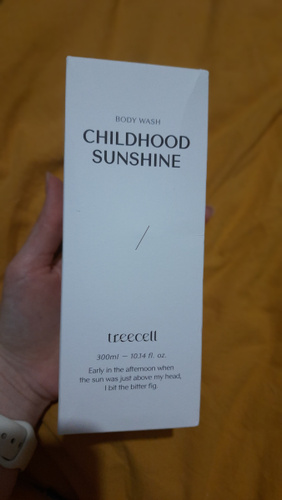 BODY WASH
CHILDHOOD
SUNSHINE
/
treecell
300ml — 10.14 fl. oz.
Early in the afternoon when
the sun was just above my head,
I bit the bitter fig.